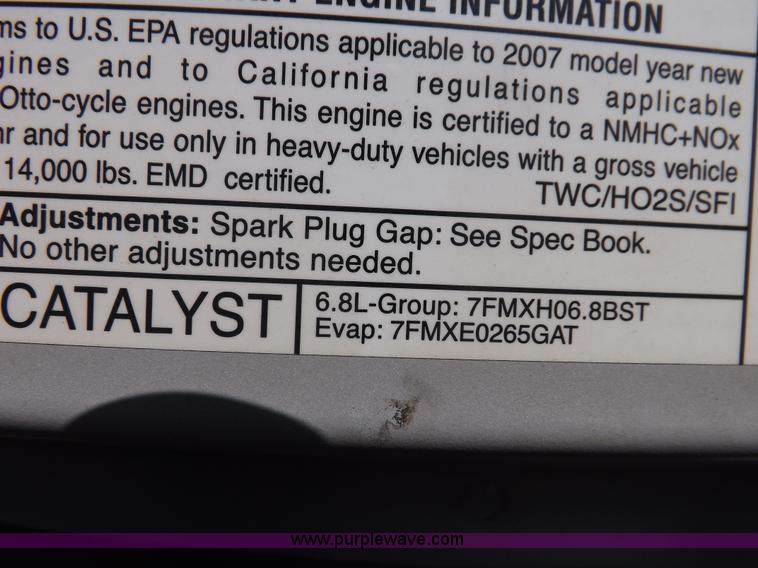 ENGINE INFORMATION
to U.S. EPA regulations applicable to 2007 model year new
and to California regulations applicable
Otto-cycle engines. This engine is certified to a NMHC+NOx
and for use only in heavy-duty vehicles with a gross vehicle
14,000 lbs. EMD certified. TWC/HO2S/SFI
Adjustments: Spark Plug Gap: See Spec Book.
No other adjustments needed.
CATALYST
6.8L-Group: 7FMXH06.8BST
Evap: 7FMXE0265GAT
www.purplewave.com